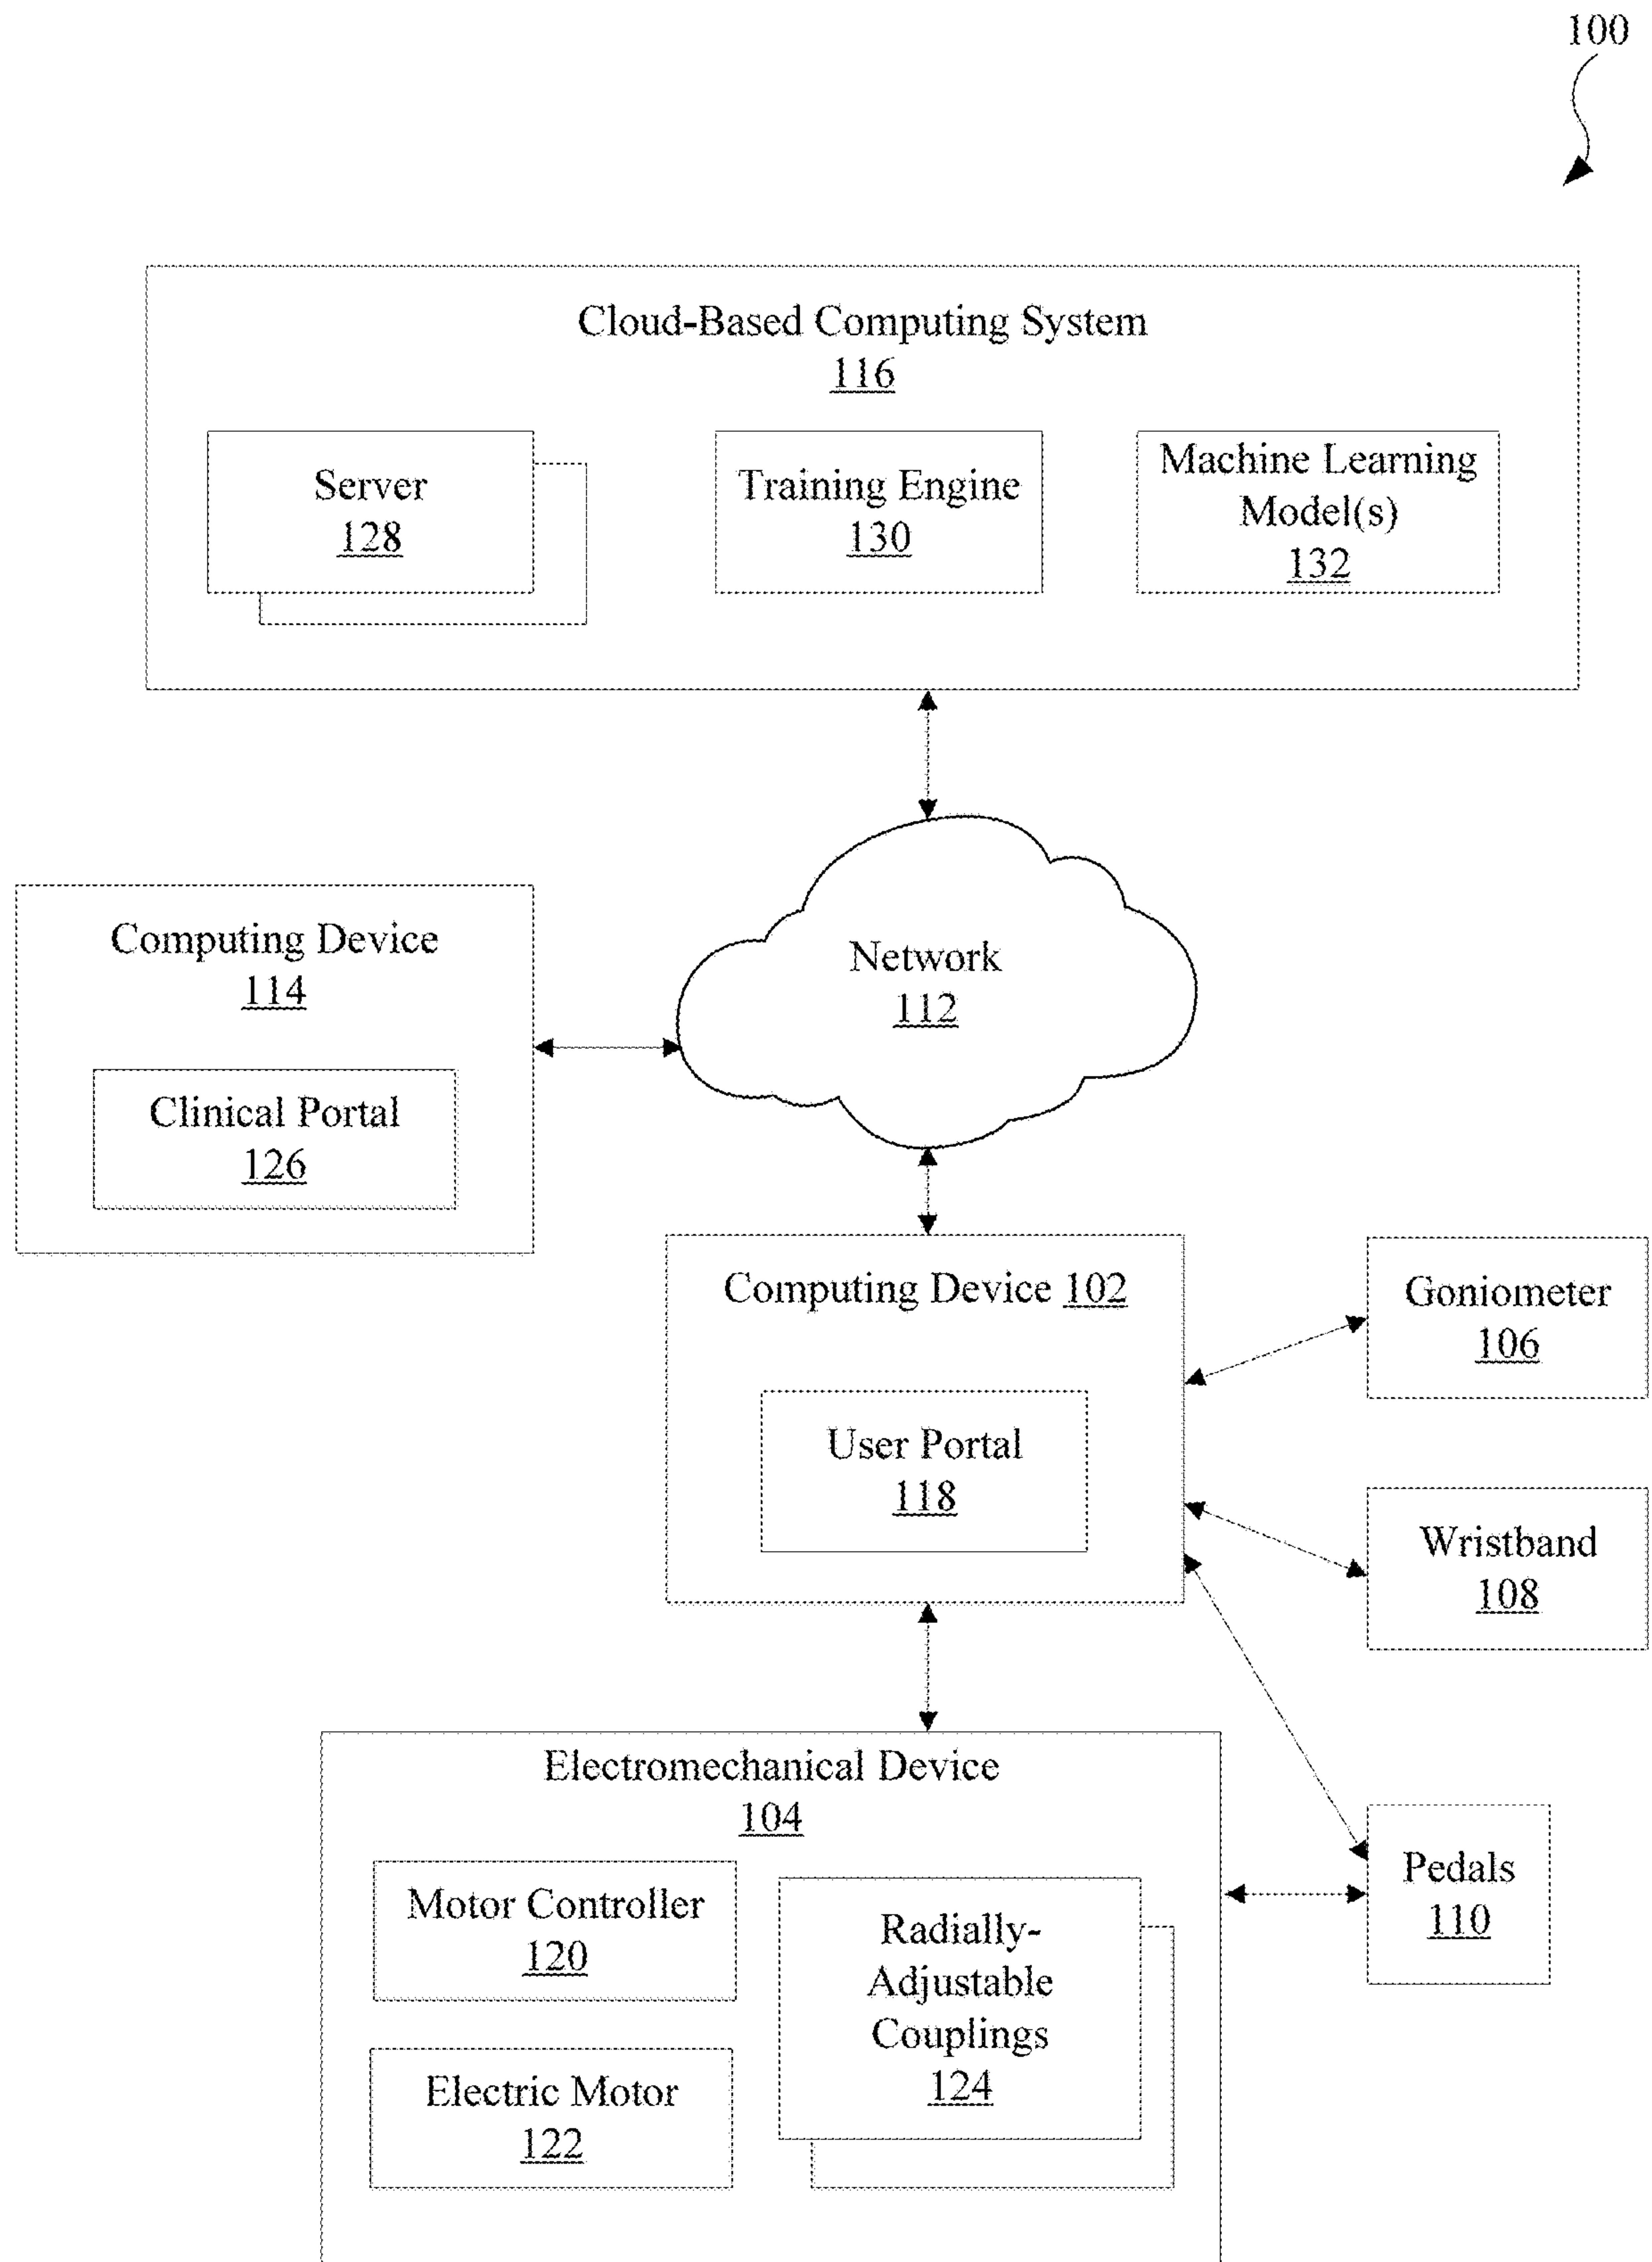 100
Cloud-Based Computing System
116
Server
128
Training Engine
130
Machine Learning
Model(s)
132
Network
112
Computing Device
114
Clinical Portal
126
Computing Device 102
User Portal
118
Goniometer
106
Wristband
108
Electromechanical Device
104
Motor Controller
120
Electric Motor
122
Radially-
Adjustable
Couplings
124
Pedals
110